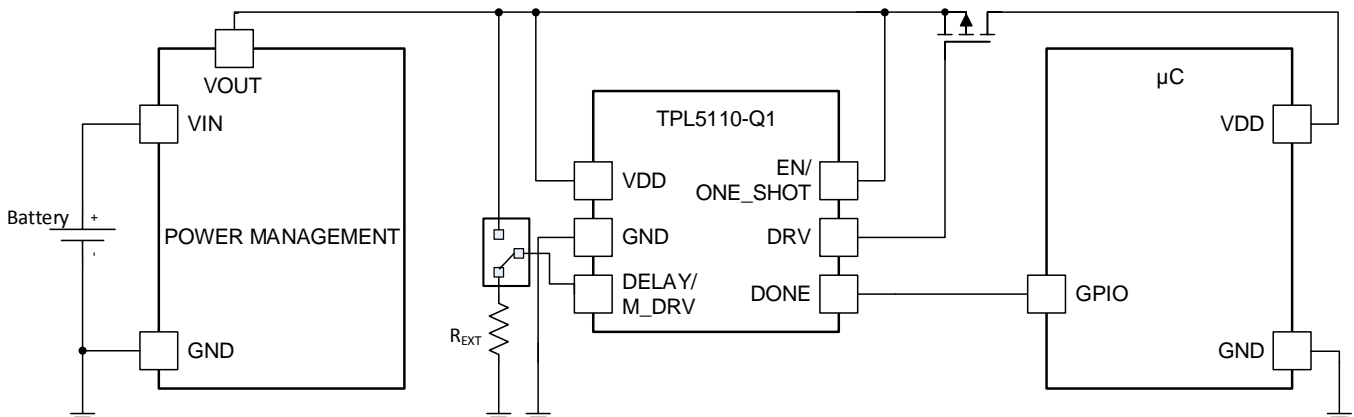 VOUT
VIN
Battery
+
-
POWER MANAGEMENT
GND
R_EXT
TPL5110-Q1
VDD
GND
DELAY/
M_DRV
EN/
ONE_SHOT
DRV
DONE
µC
VDD
GPIO
GND